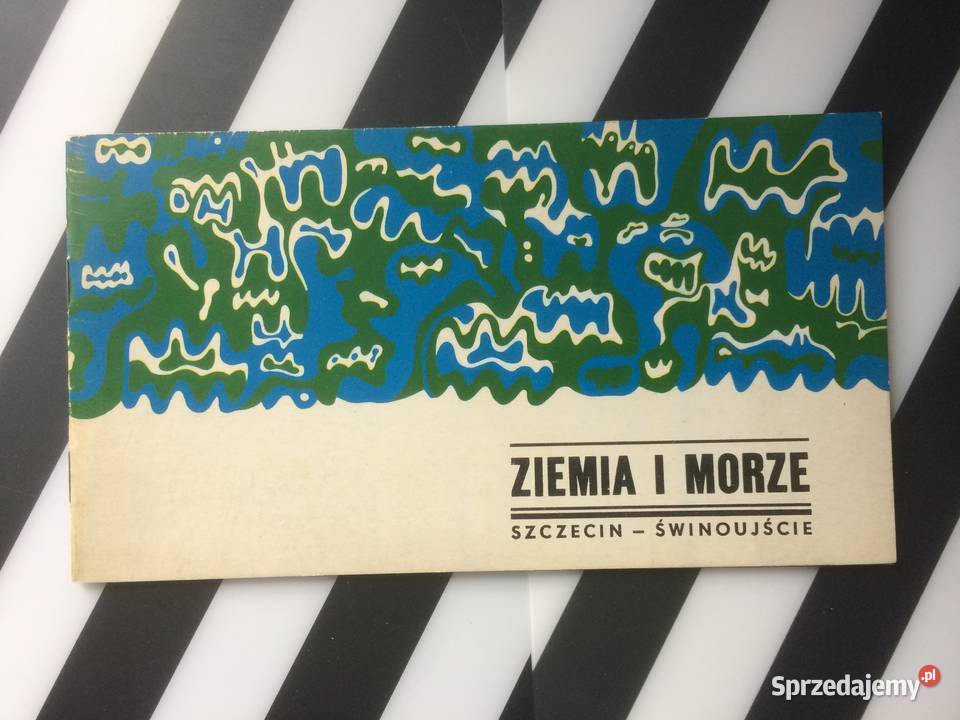 ZIEMIA I MORZE
SZCZECIN – ŚWINOUJŚCIE
Sprzedajemy.pl